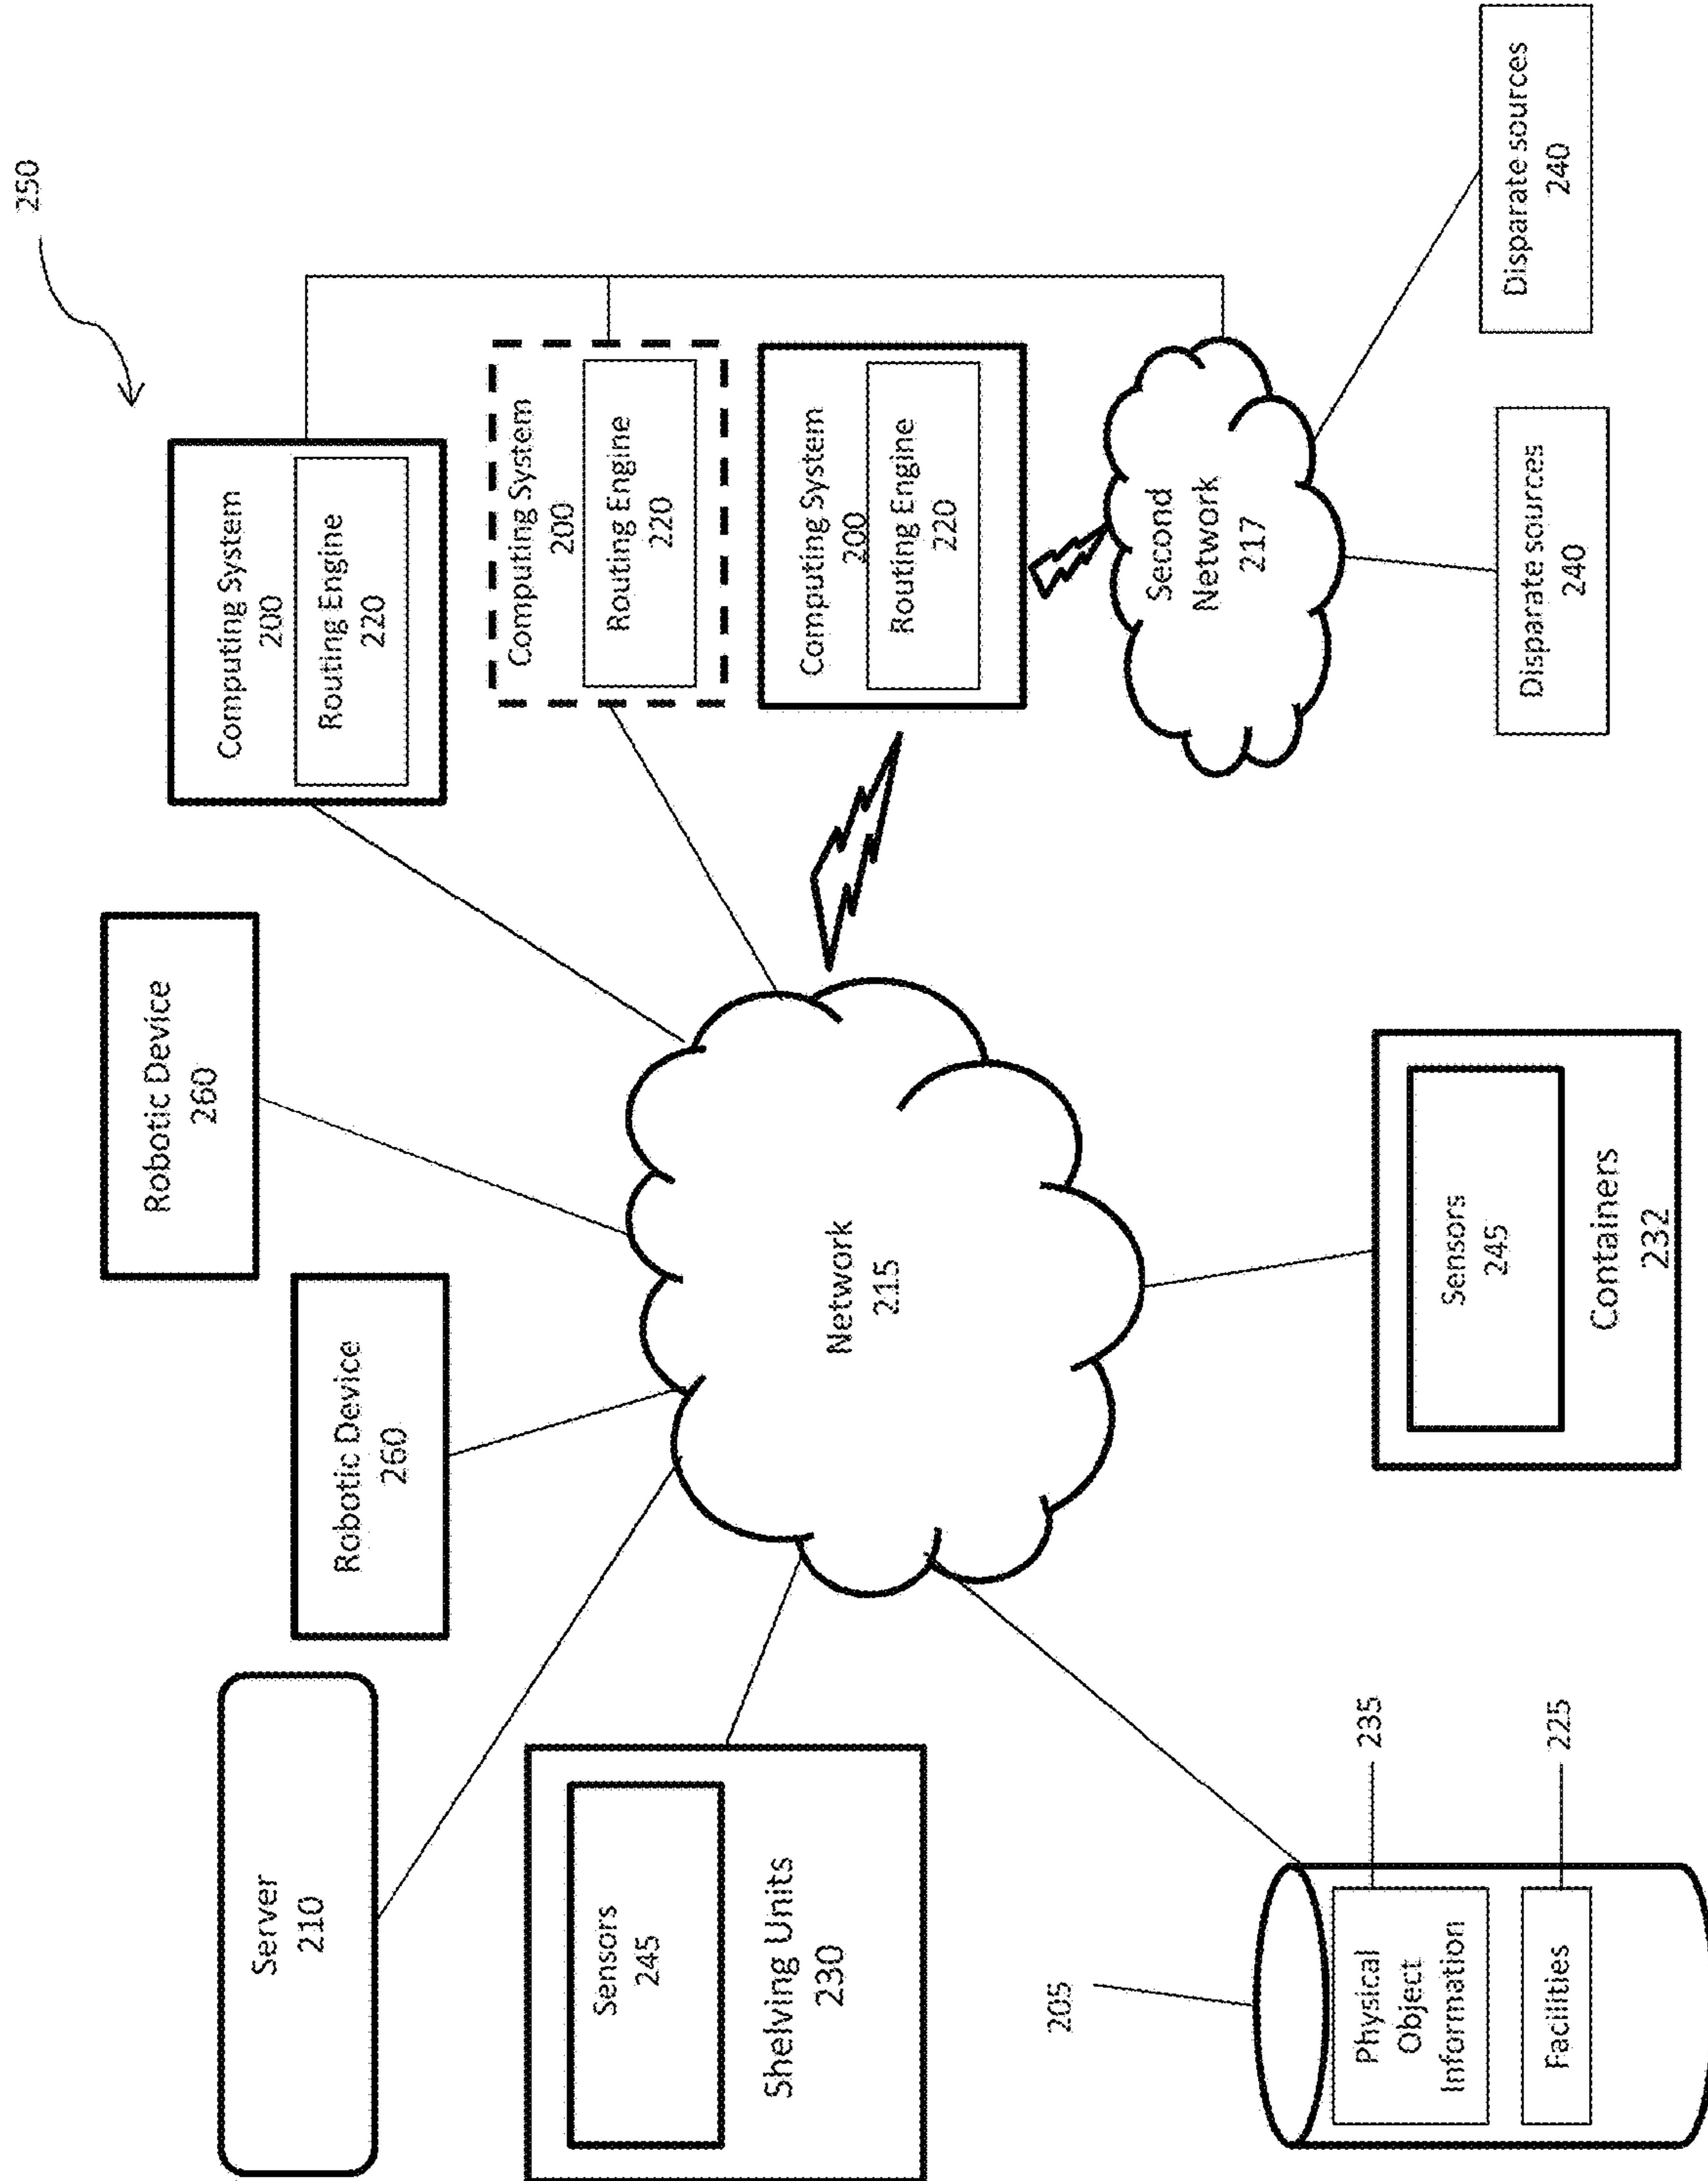 250
Server
210
Robotic Device
260
Robotic Device
260
Computing System
200
Routing Engine
220
Computing System
200
Routing Engine
220
Computing System
200
Routing Engine
220
Sensors
245
Shelving Units
230
Network
215
Second
Network
217
205
Physical
Object
Information
235
Facilities
225
Sensors
245
Containers
232
Disparate sources
240
Disparate sources
240